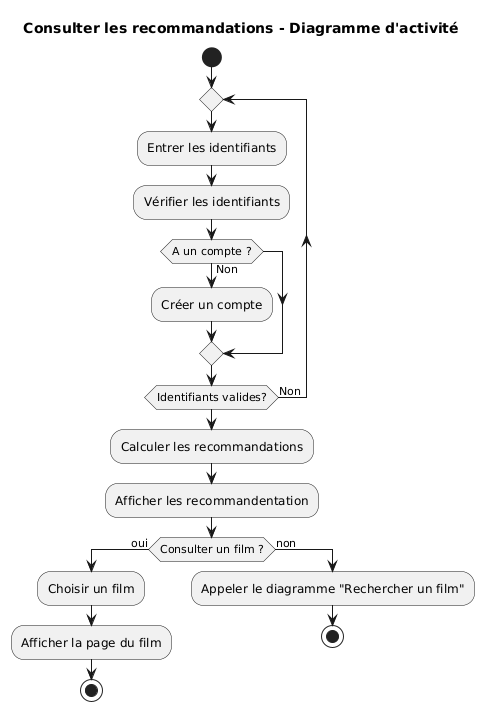 Consulter les recommandations - Diagramme d'activité
Entrer les identifiants
Vérifier les identifiants
A un compte ?
Non
Créer un compte
Identifiants valides?
Non
Calculer les recommandations
Afficher les recommandentation
oui
Consulter un film ?
non
Choisir un film
Appeler le diagramme "Rechercher un film"
Afficher la page du film